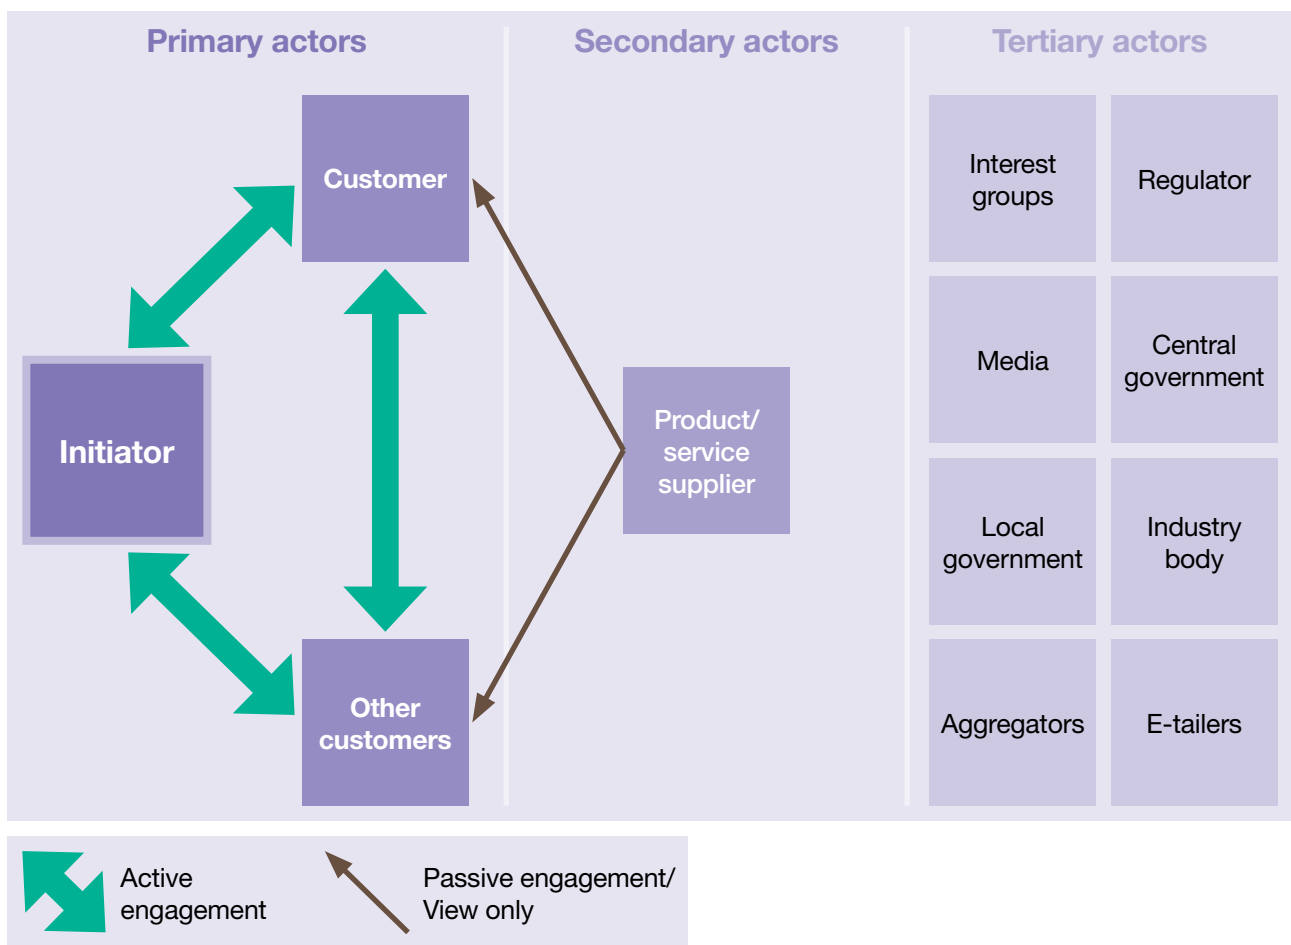 Primary actors
Secondary actors
Tertiary actors
Customer
Initiator
Other
customers
Product/
service
supplier
Interest
groups
Regulator
Media
Central
government
Local
government
Industry
body
Aggregators
E-tailers
Active
engagement
Passive engagement/
View only